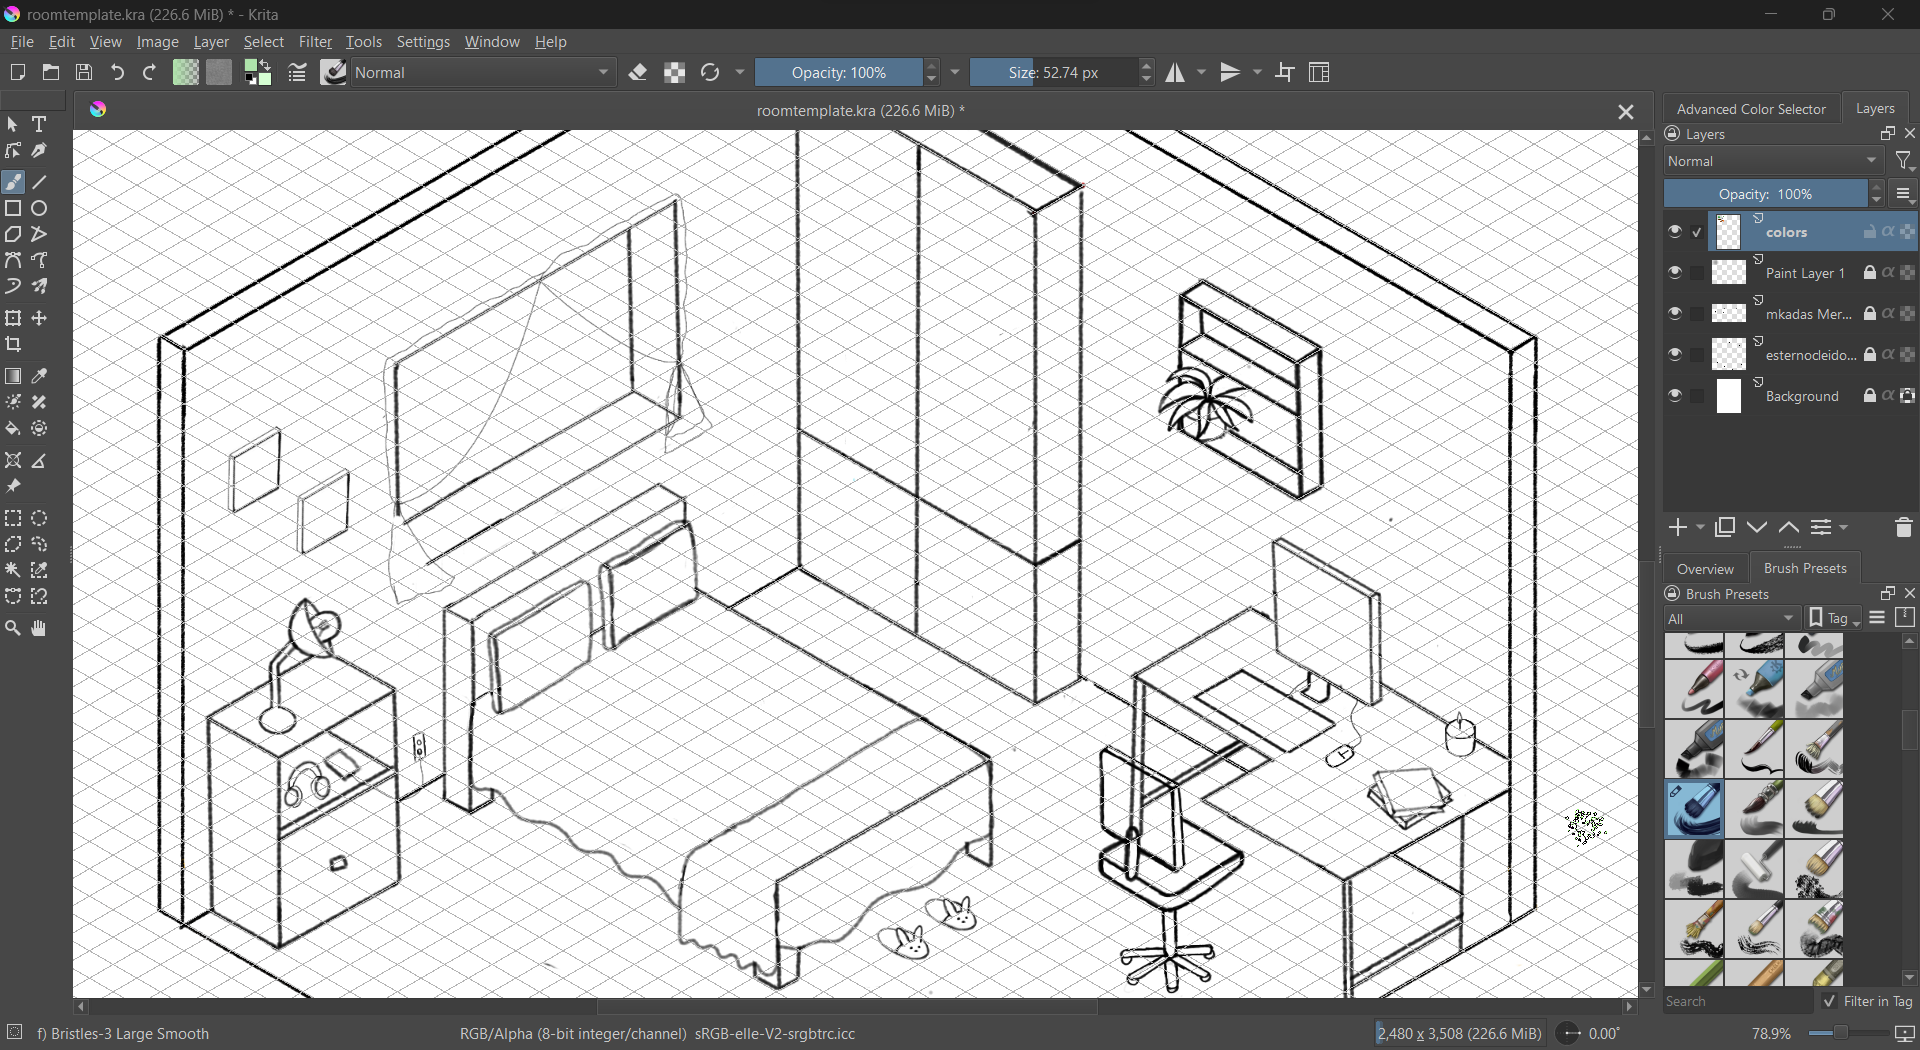 roomtemplate.kra (226.6 MiB) * - Krita
File Edit View Image Layer Select Filter Tools Settings Window Help
Normal Opacity: 100% Size: 52.74 px
roomtemplate.kra (226.6 MiB) *
Advanced Color Selector Layers
Layers
Normal
Opacity: 100%
colors
Paint Layer 1
mkadas Mer...
esternocleido...
Background
Overview Brush Presets
Brush Presets
All Tag
Search Filter in Tag
f) Bristles-3 Large Smooth RGB/Alpha (8-bit integer/channel) sRGB-elle-V2-srgbtrc.icc 2,480 x 3,508 (226.6 MiB) 0.00° 78.9%